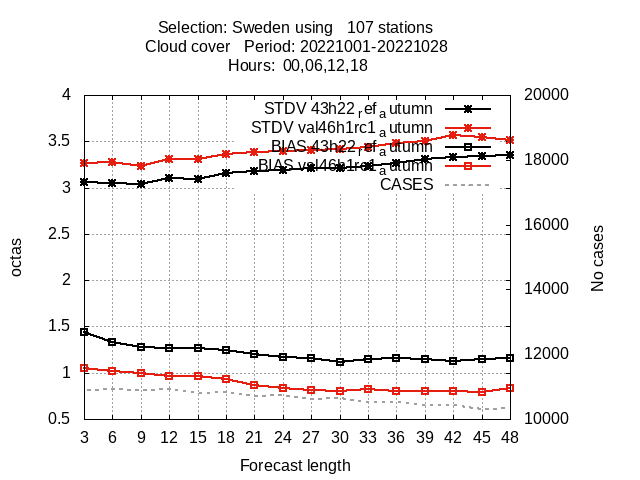 Selection: Sweden using   107 stations
Cloud cover   Period: 20221001-20221028
Hours:  00,06,12,18
STDV 43h22ref_autumn
STDV val46h1rc1_autumn
BIAS 43h22ref_autumn
BIAS val46h1rc1_autumn
CASES
octas
4
3.5
3
2.5
2
1.5
1
0.5
20000
18000
16000
14000
12000
10000
No cases
3 6 9 12 15 18 21 24 27 30 33 36 39 42 45 48
Forecast length